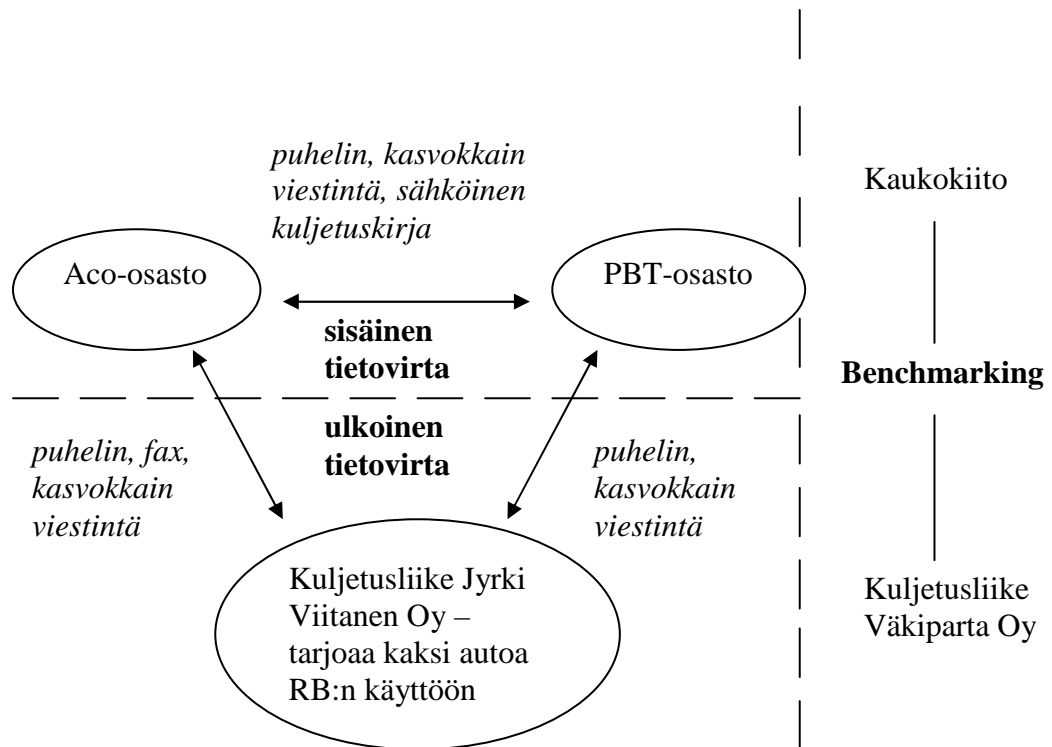 puhelin, kasvokkain
viestintä, sähköinen
kuljetuskirja
Aco-osasto
PBT-osasto
sisäinen
tietovirta
ulkoinen
tietovirta
puhelin, fax,
kasvokkain
viestintä
puhelin,
kasvokkain
viestintä
Kuljetusliike Jyrki
Viitanen Oy –
tarjoaa kaksi autoa
RB:n käyttöön
Kaukokiito
Benchmarking
Kuljetusliike
Väkiparta Oy